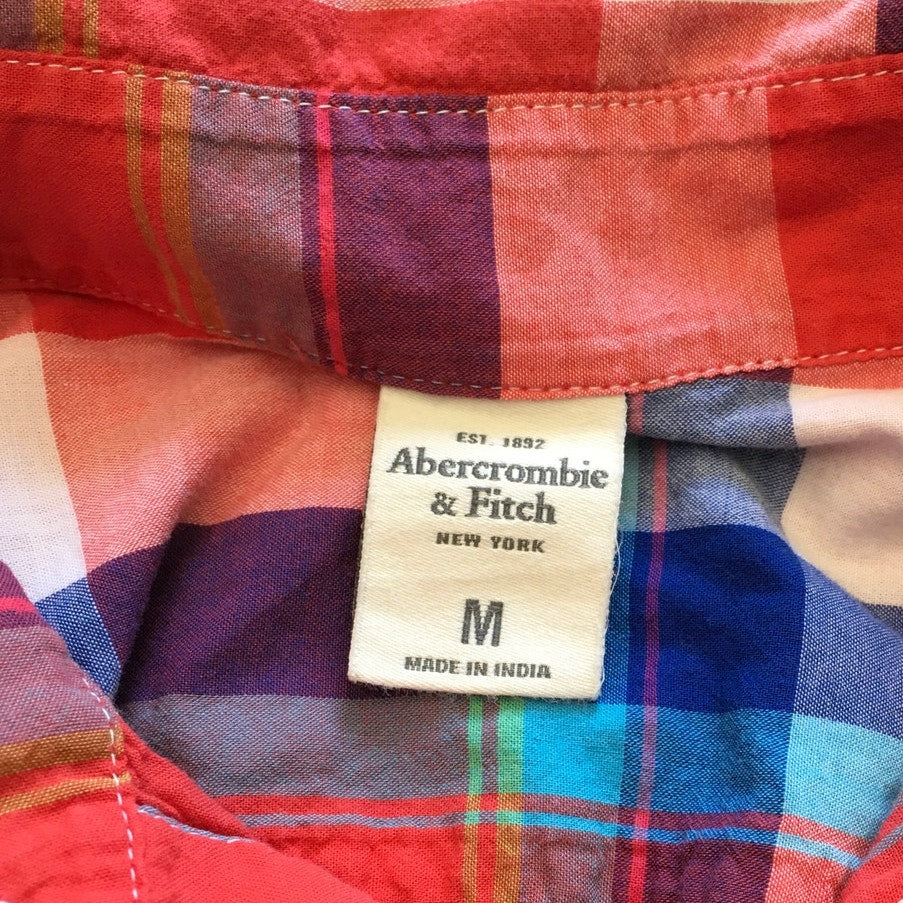 EST. 1892
Abercrombie
& Fitch
NEW YORK
M
MADE IN INDIA